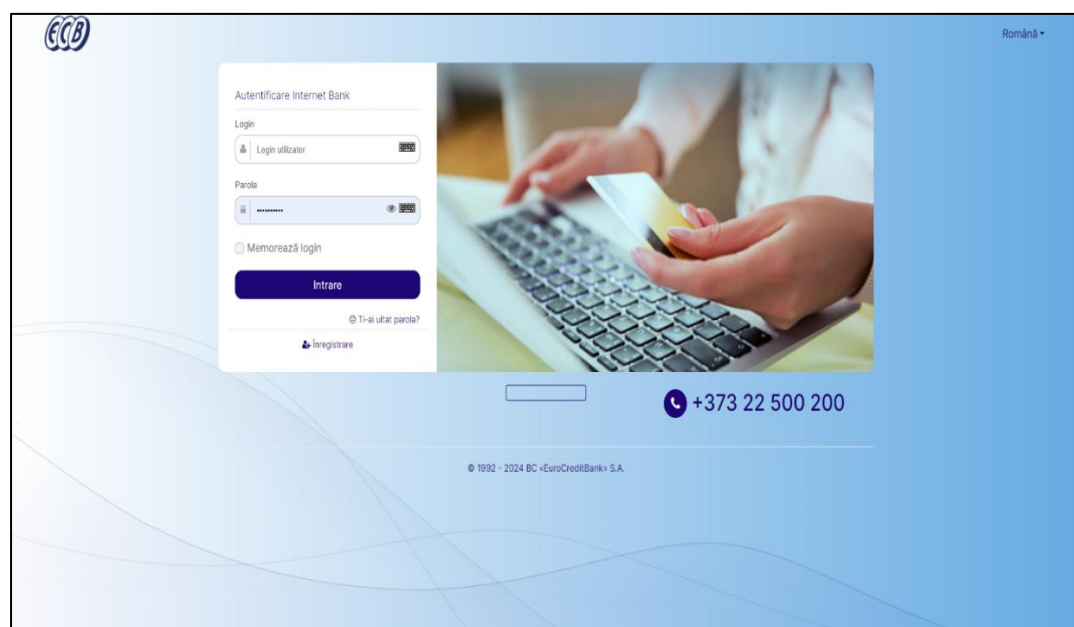 ECB
Română
Autentificare Internet Bank
Login
Login utilizator
Parola
••••••••••
Memorează login
Intrare
Ti-ai uitat parola?
Înregistrare
+373 22 500 200
© 1992 - 2024 BC «EuroCreditBank» S.A.